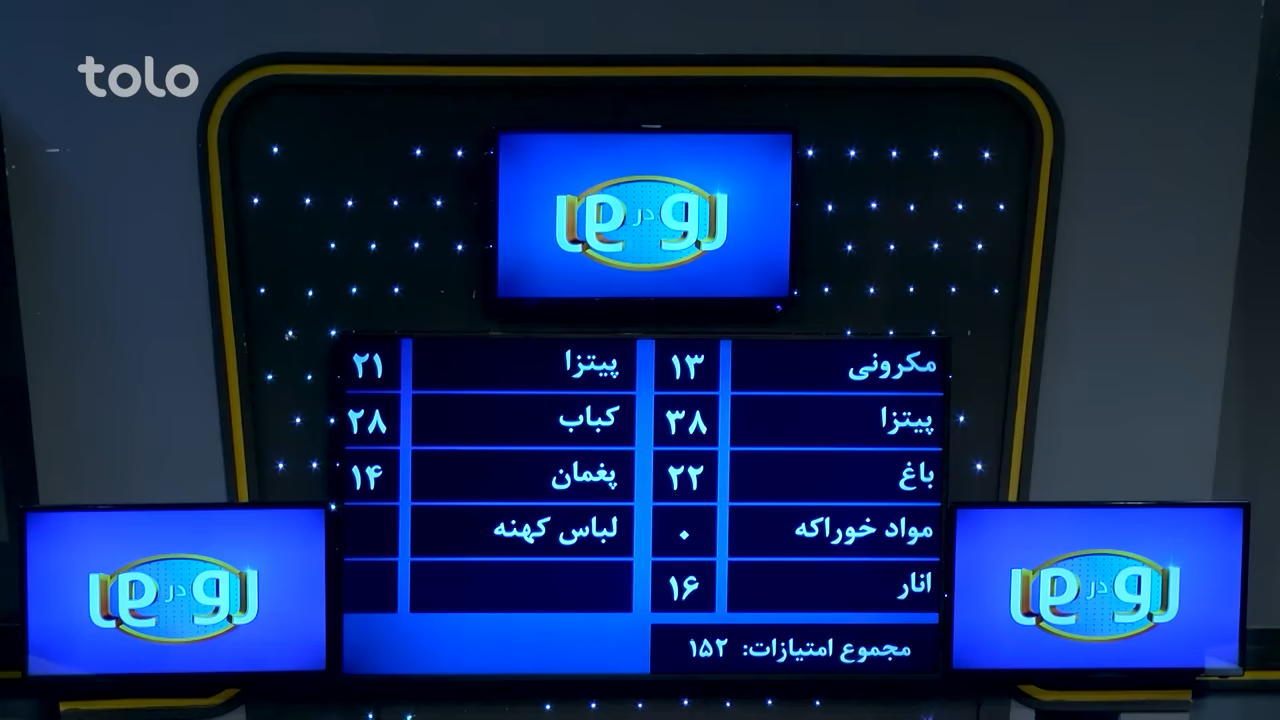 tolo
رو در رو
مکرونی ۱۳ پیتزا ۲۱
پیتزا ۳۸ کباب ۲۸
باغ ۲۲ پغمان ۱۴
مواد خوراکه ۰ لباس کهنه
انار ۱۶
مجموع امتیازات: ۱۵۲
رو در رو
رو در رو